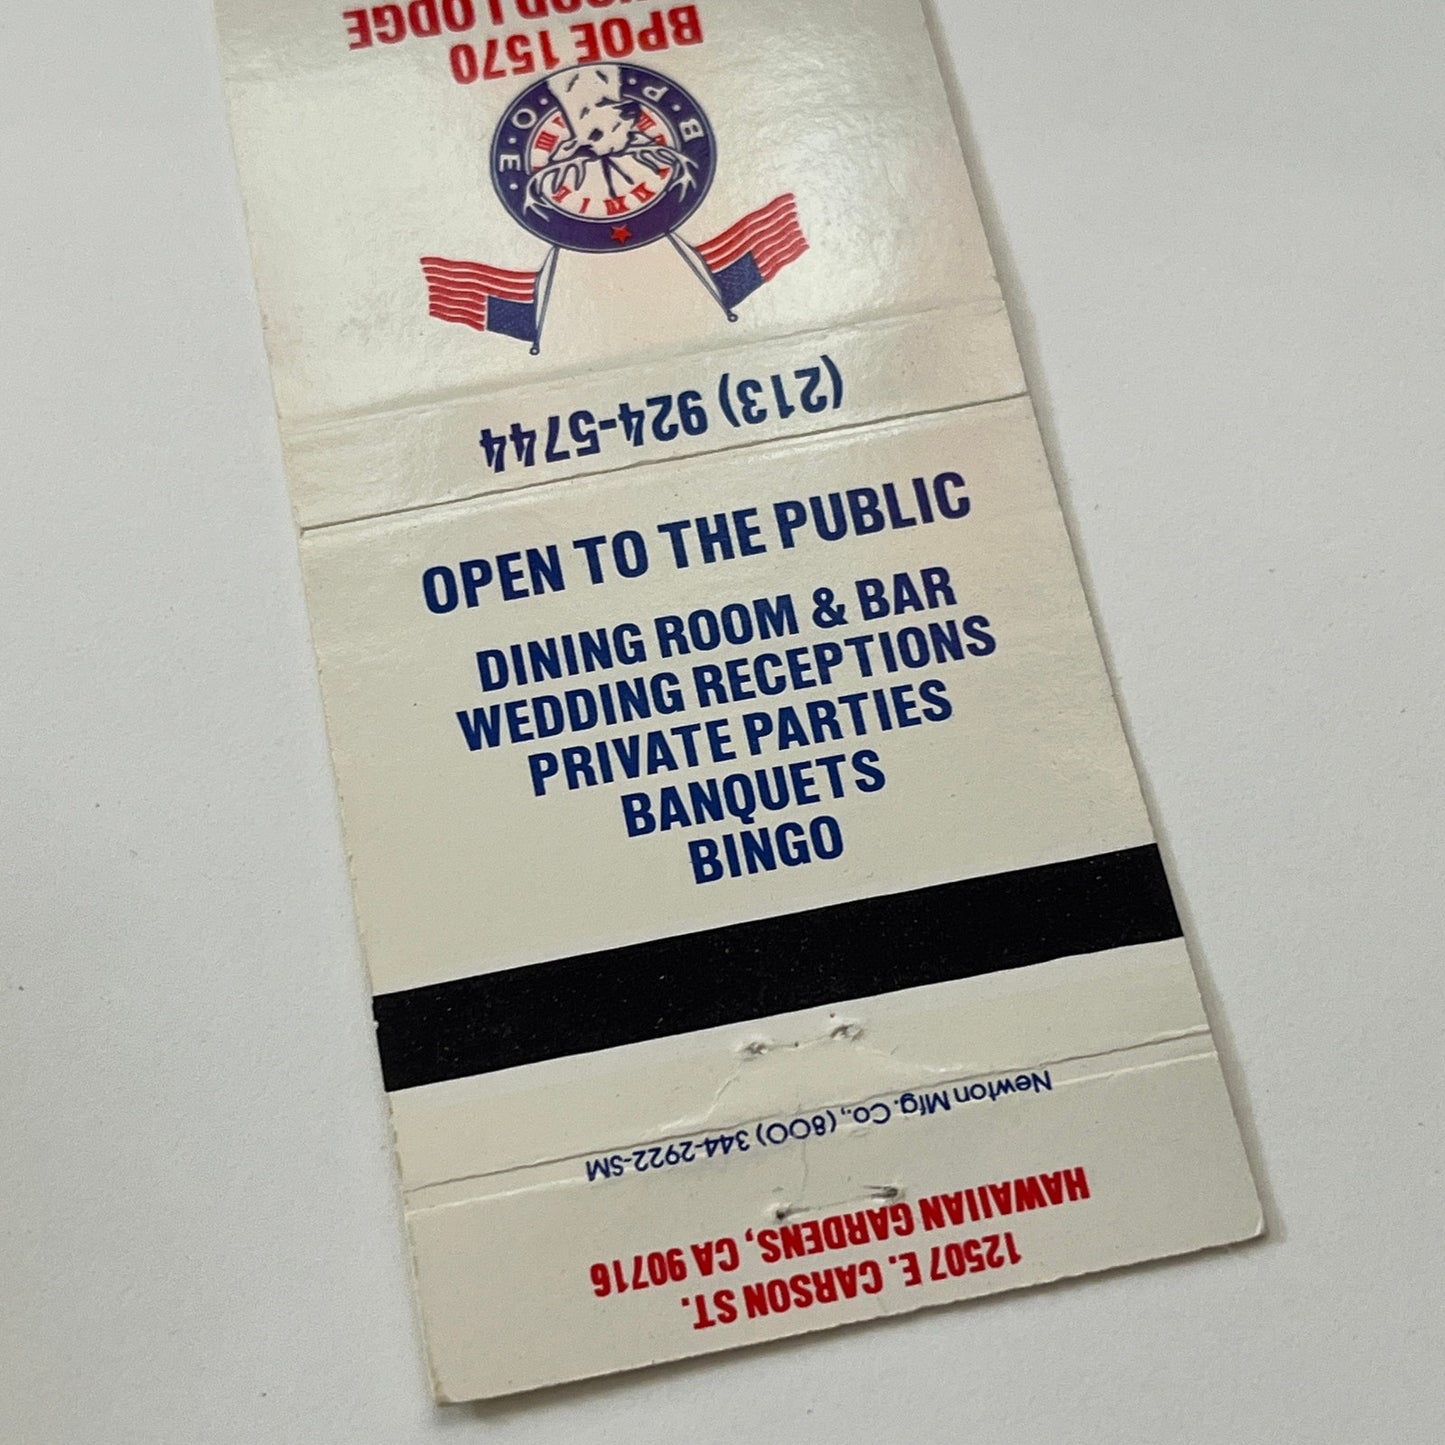 BPOE 1570
LODGE
B • P • O • E
(213) 924-5744
OPEN TO THE PUBLIC
DINING ROOM & BAR
WEDDING RECEPTIONS
PRIVATE PARTIES
BANQUETS
BINGO
Newton Mfg. Co., (800) 344-2922-SM
12507 E. CARSON ST.
HAWAIIAN GARDENS, CA 90716